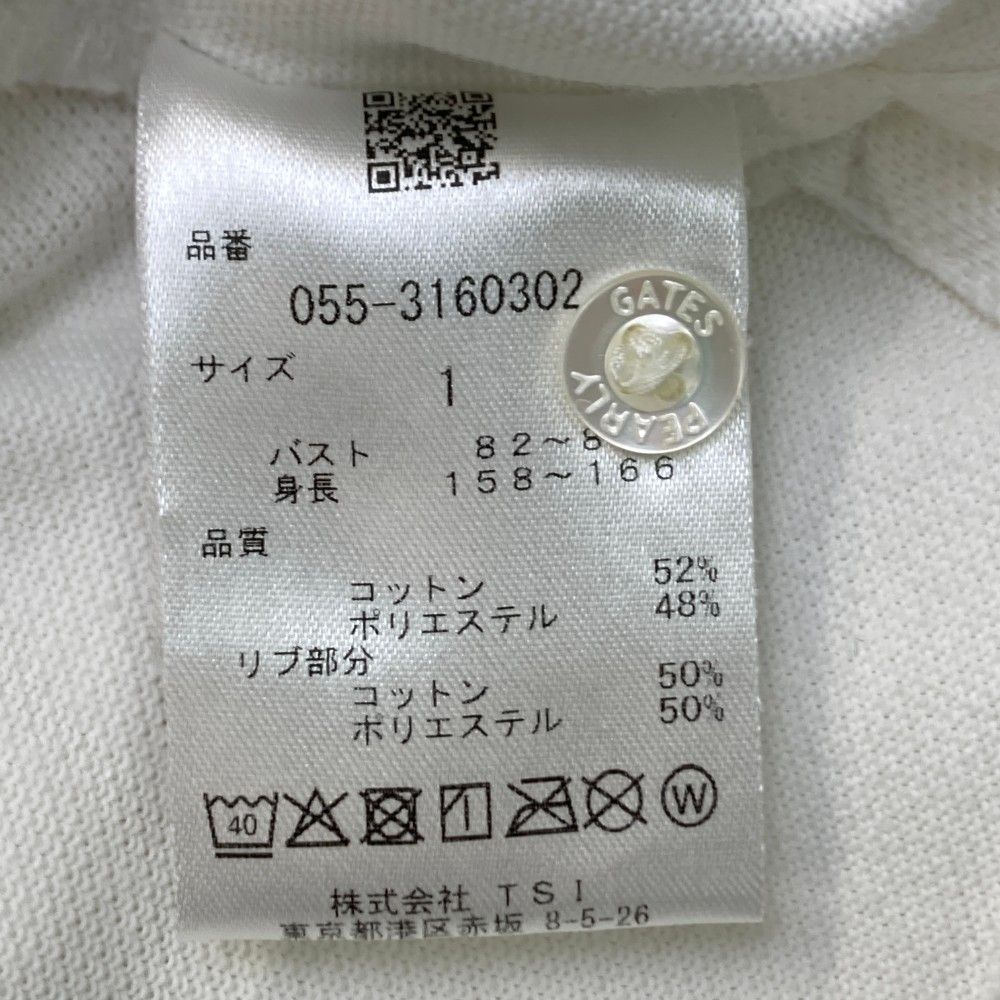 品番
055-3160302
GATES
PEARLY
サイズ 1
バスト 82～8
身長 158～166
品質
コットン 52%
ポリエステル 48%
リブ部分
コットン 50%
ポリエステル 50%
40
W
株式会社 TSI
東京都港区赤坂 8-5-26